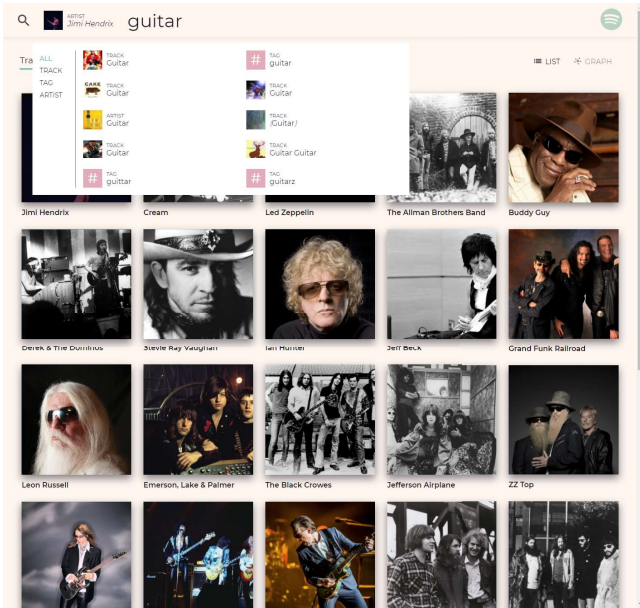 ARTIST
Jimi Hendrix guitar
Tra
LIST GRAPH
ALL
TRACK
TAG
ARTIST
TRACK
Guitar
TAG
# guitar
CAKE
TRACK
Guitar
TRACK
Guitar
ARTIST
Guitar
TRACK
(Guitar)
TRACK
Guitar
TRACK
Guitar Guitar
TAG
# guittar
TAG
# guitarz
Jimi Hendrix
Cream
Led Zeppelin
The Allman Brothers Band
Buddy Guy
Derek & The Dominos
Stevie Ray Vaughan
Ian Hunter
Jeff Beck
Grand Funk Railroad
Leon Russell
Emerson, Lake & Palmer
The Black Crowes
Jefferson Airplane
ZZ Top